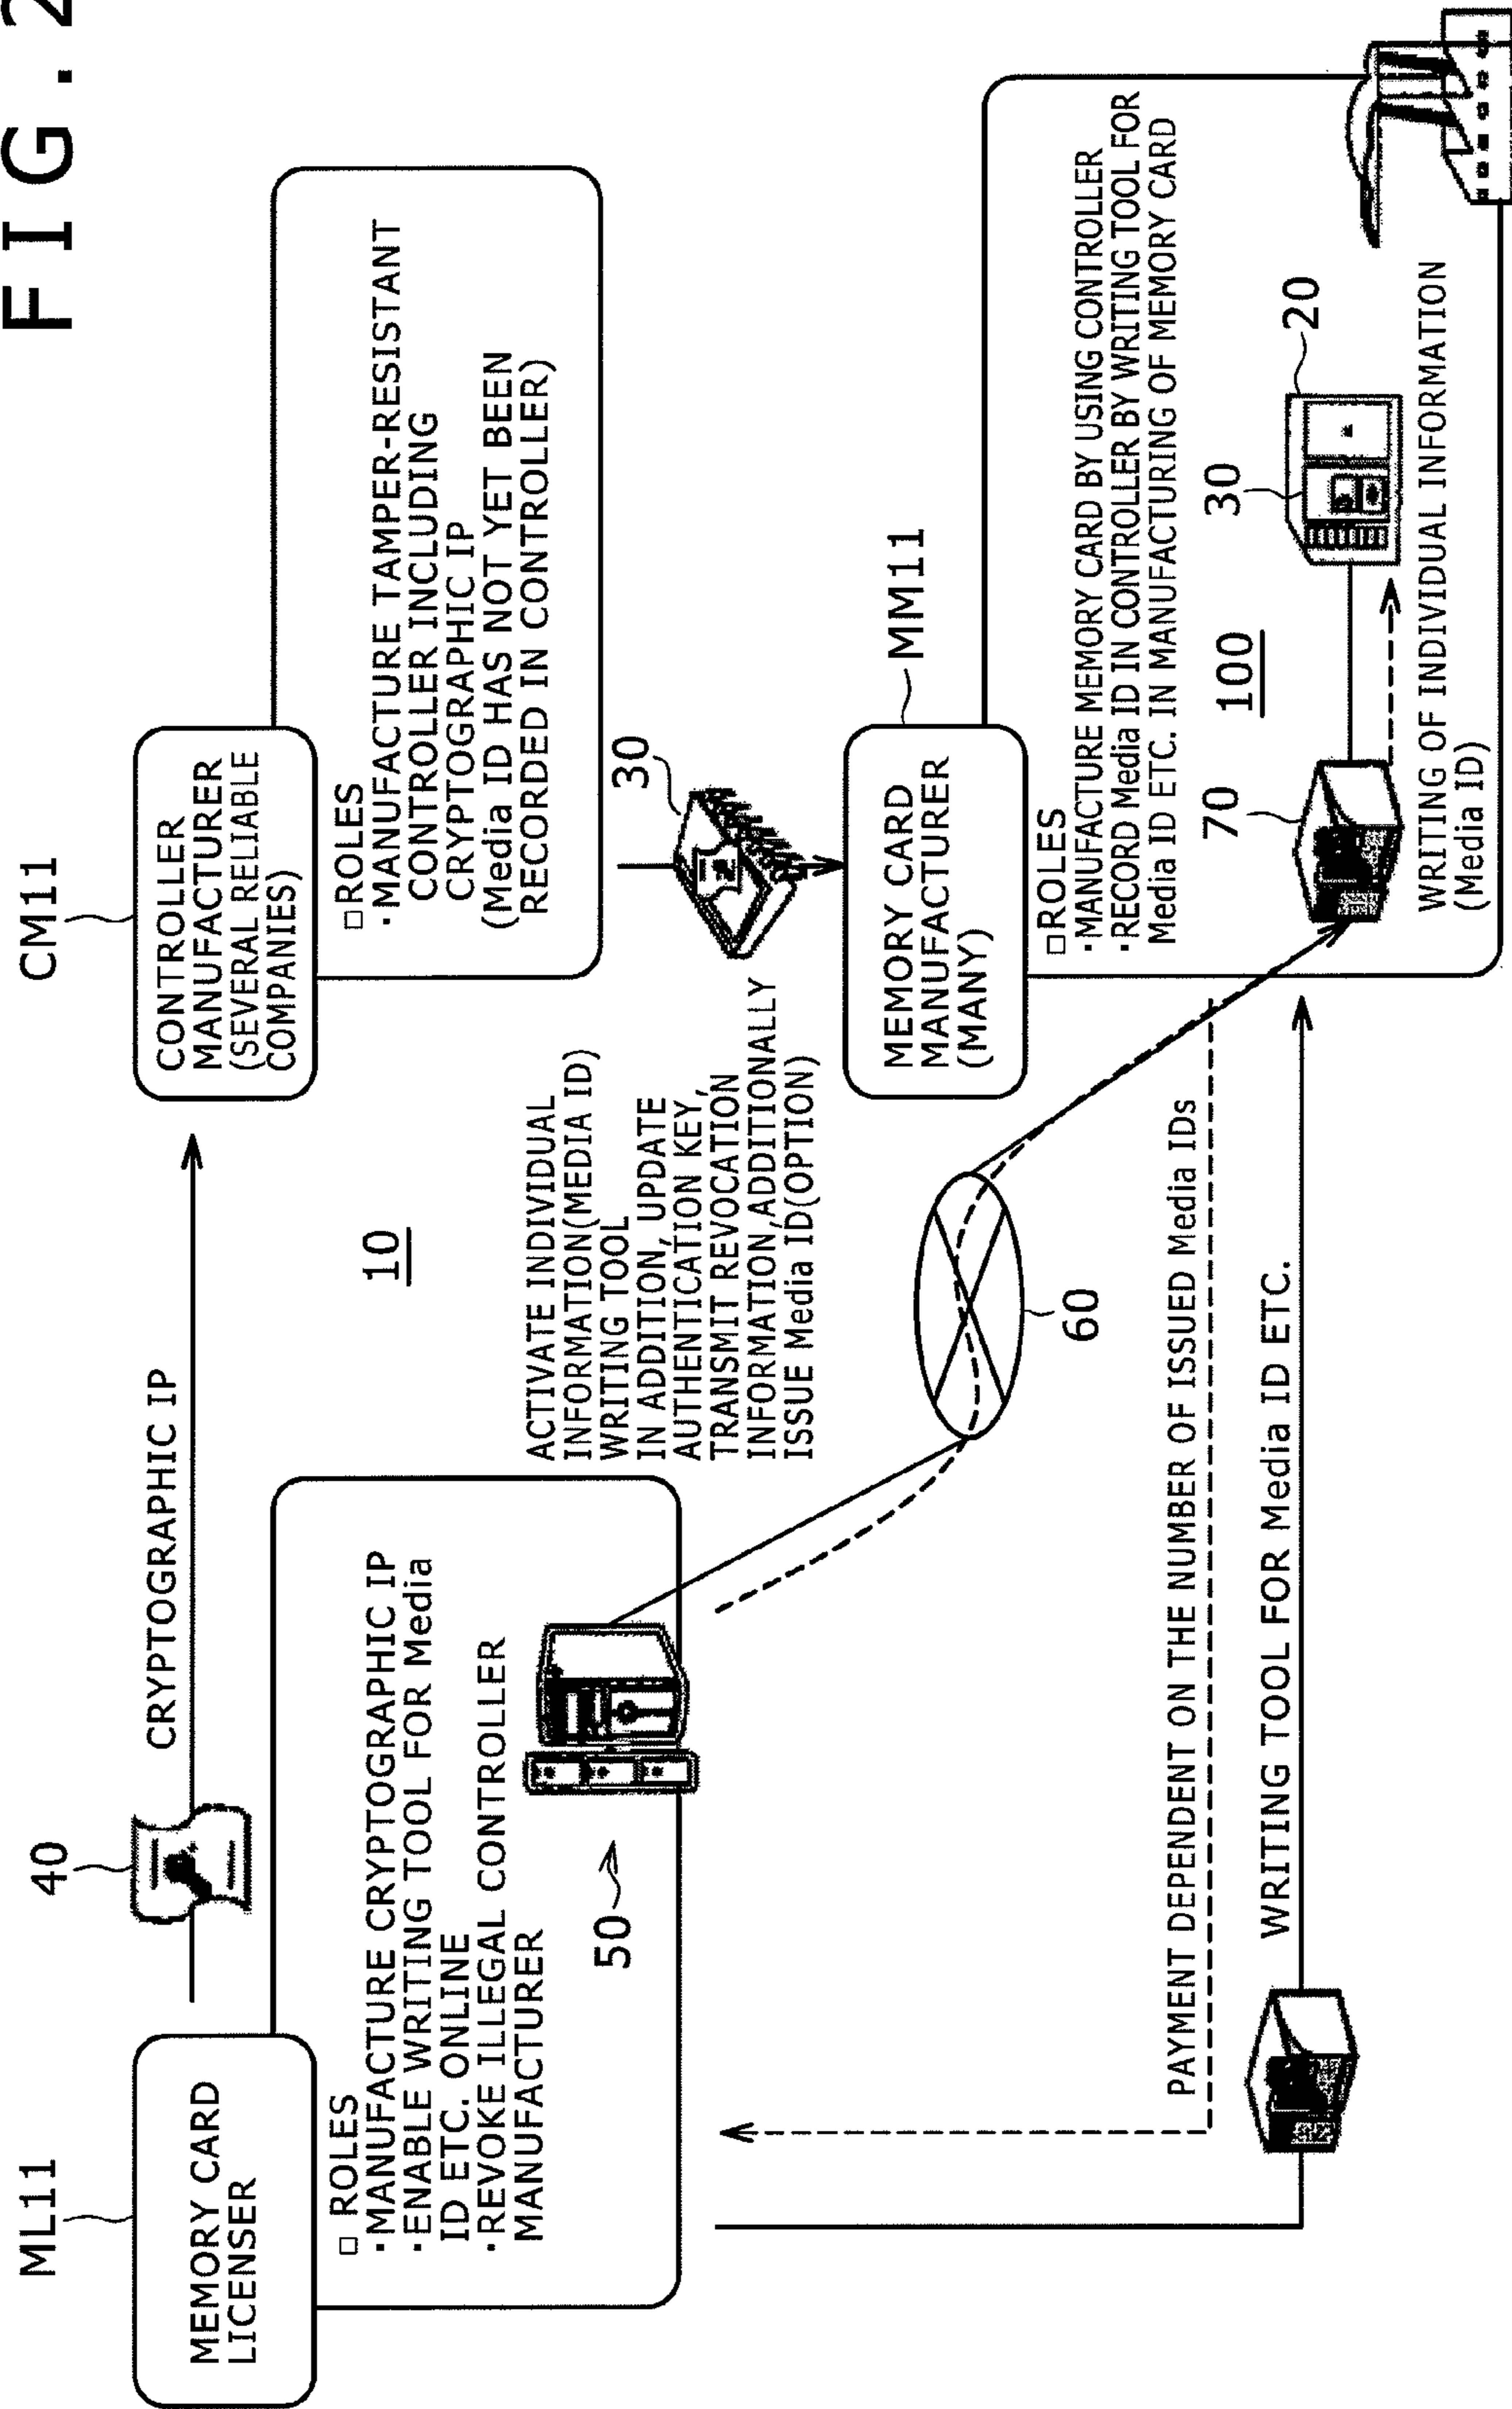 FIG. 2
ML11
MEMORY CARD
LICENSER
□ ROLES
·MANUFACTURE CRYPTOGRAPHIC IP
·ENABLE WRITING TOOL FOR Media
ID ETC. ONLINE
·REVOKE ILLEGAL CONTROLLER
MANUFACTURER
50
40
CRYPTOGRAPHIC IP
CM11
CONTROLLER
MANUFACTURER
(SEVERAL RELIABLE
COMPANIES)
□ROLES
·MANUFACTURE TAMPER-RESISTANT
CONTROLLER INCLUDING
CRYPTOGRAPHIC IP
(Media ID HAS NOT YET BEEN
RECORDED IN CONTROLLER)
10
ACTIVATE INDIVIDUAL
INFORMATION(MEDIA ID)
WRITING TOOL
IN ADDITION, UPDATE
AUTHENTICATION KEY,
TRANSMIT REVOCATION
INFORMATION,ADDITIONALLY
ISSUE Media ID(OPTION)
30
60
MM11
MEMORY CARD
MANUFACTURER
(MANY)
□ROLES
·MANUFACTURE MEMORY CARD BY USING CONTROLLER
·RECORD Media ID IN CONTROLLER BY WRITING TOOL FOR
Media ID ETC. IN MANUFACTURING OF MEMORY CARD
100
70
30
20
WRITING OF INDIVIDUAL INFORMATION
(Media ID)
PAYMENT DEPENDENT ON THE NUMBER OF ISSUED Media IDs
WRITING TOOL FOR Media ID ETC.